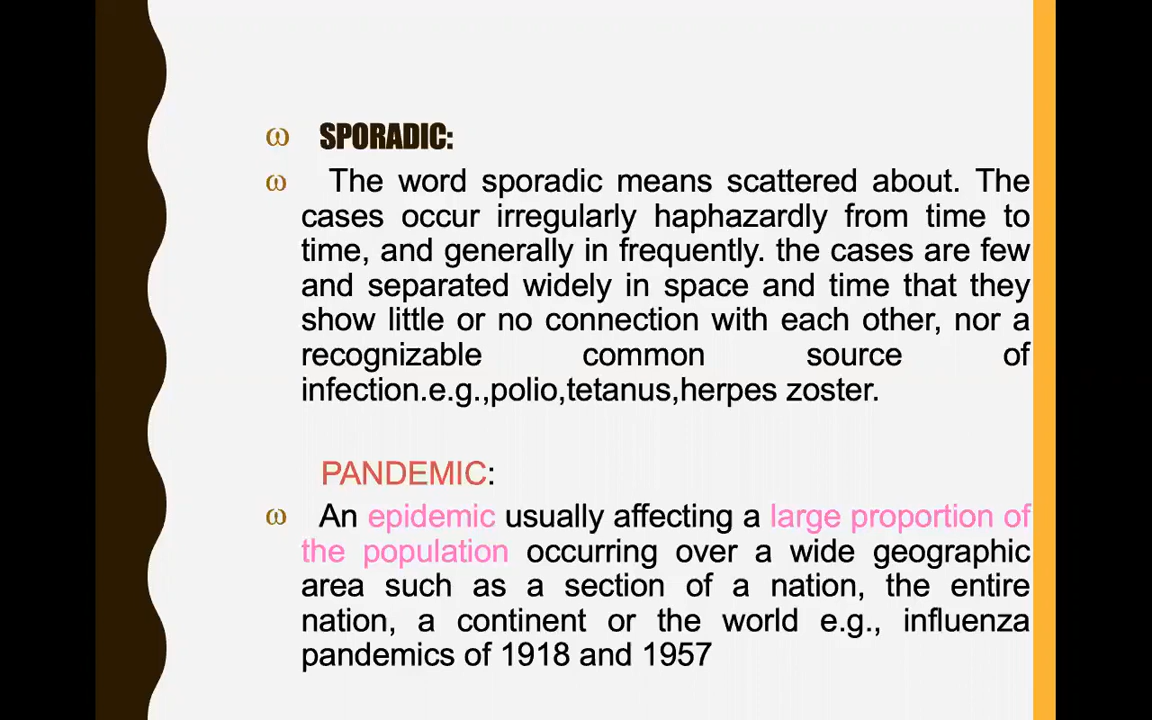 SPORADIC:
The word sporadic means scattered about. The
cases occur irregularly haphazardly from time to
time, and generally in frequently. the cases are few
and separated widely in space and time that they
show little or no connection with each other, nor a
recognizable common source of
infection.e.g.,polio,tetanus,herpes zoster.
PANDEMIC:
An epidemic usually affecting a large proportion of
the population occurring over a wide geographic
area such as a section of a nation, the entire
nation, a continent or the world e.g., influenza
pandemics of 1918 and 1957